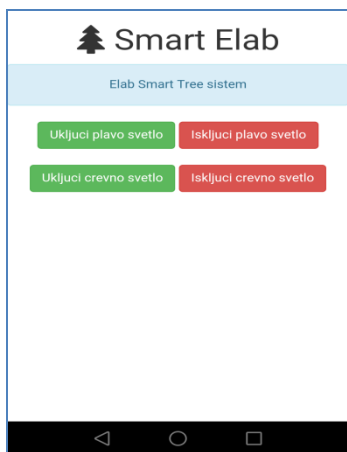 Smart Elab
Elab Smart Tree sistem
Ukljuci plavo svetlo Iskljuci plavo svetlo
Ukljuci crevno svetlo Iskljuci crevno svetlo